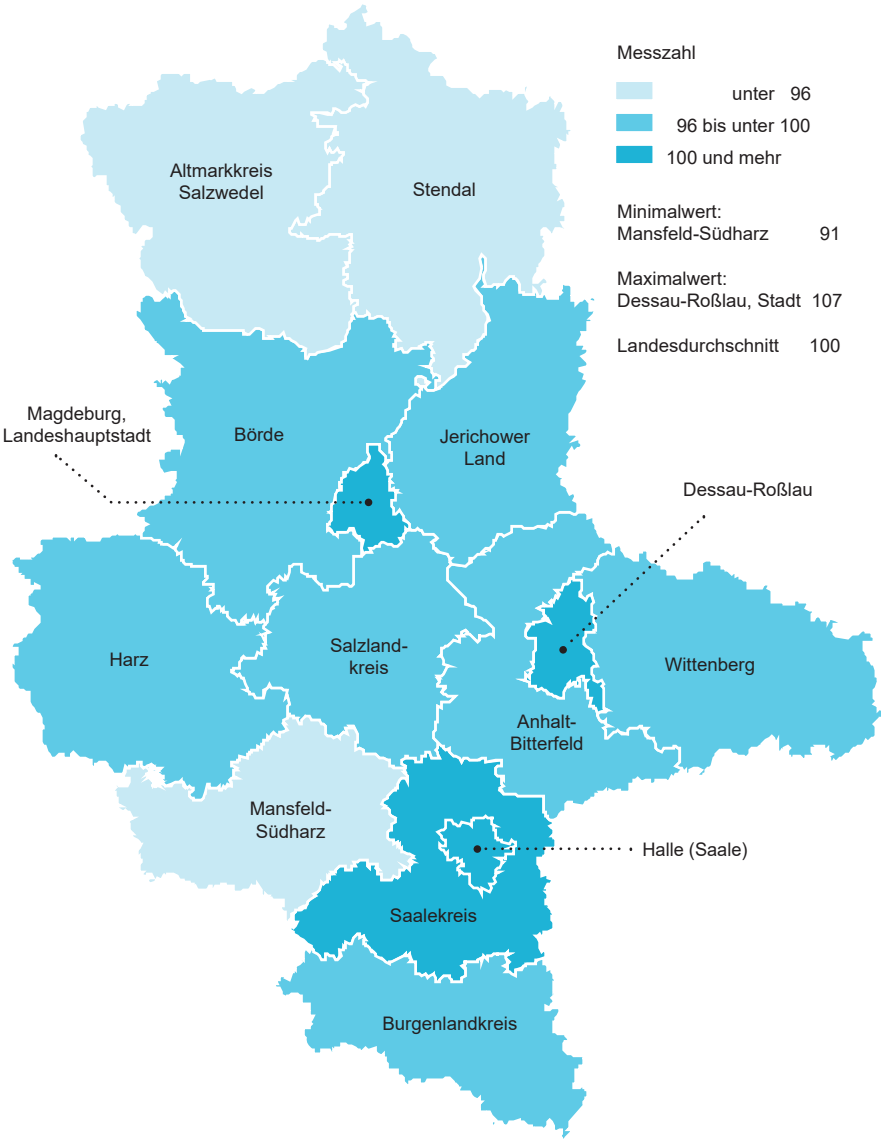 Messzahl
unter 96
96 bis unter 100
100 und mehr
Minimalwert:
Mansfeld-Südharz 91
Maximalwert:
Dessau-Roßlau, Stadt 107
Landesdurchschnitt 100
Altmarkkreis
Salzwedel
Stendal
Magdeburg,
Landeshauptstadt
Börde
Jerichower
Land
Dessau-Roßlau
Harz
Salzland-
kreis
Wittenberg
Anhalt-
Bitterfeld
Mansfeld-
Südharz
Halle (Saale)
Saalekreis
Burgenlandkreis